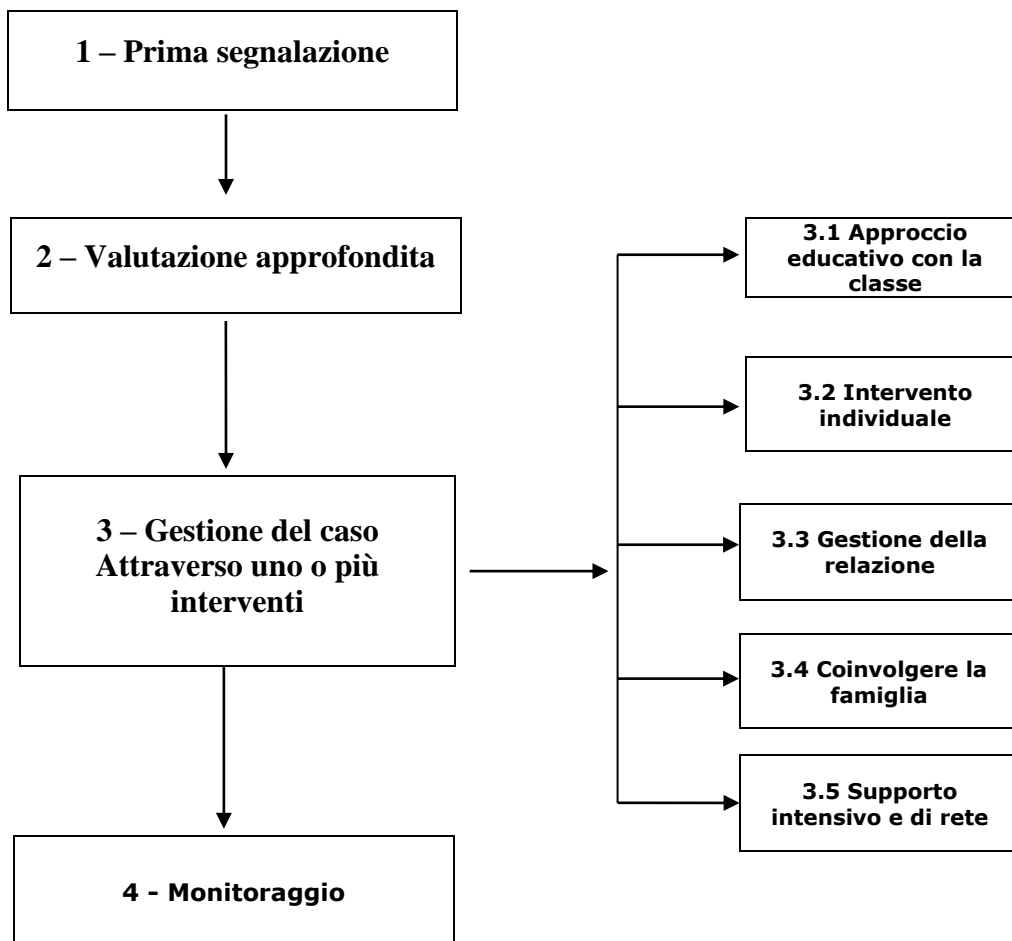 1 – Prima segnalazione
2 – Valutazione approfondita
3 – Gestione del caso
Attraverso uno o più
interventi
4 - Monitoraggio
3.1 Approccio
educativo con la
classe
3.2 Intervento
individuale
3.3 Gestione della
relazione
3.4 Coinvolgere la
famiglia
3.5 Supporto
intensivo e di rete